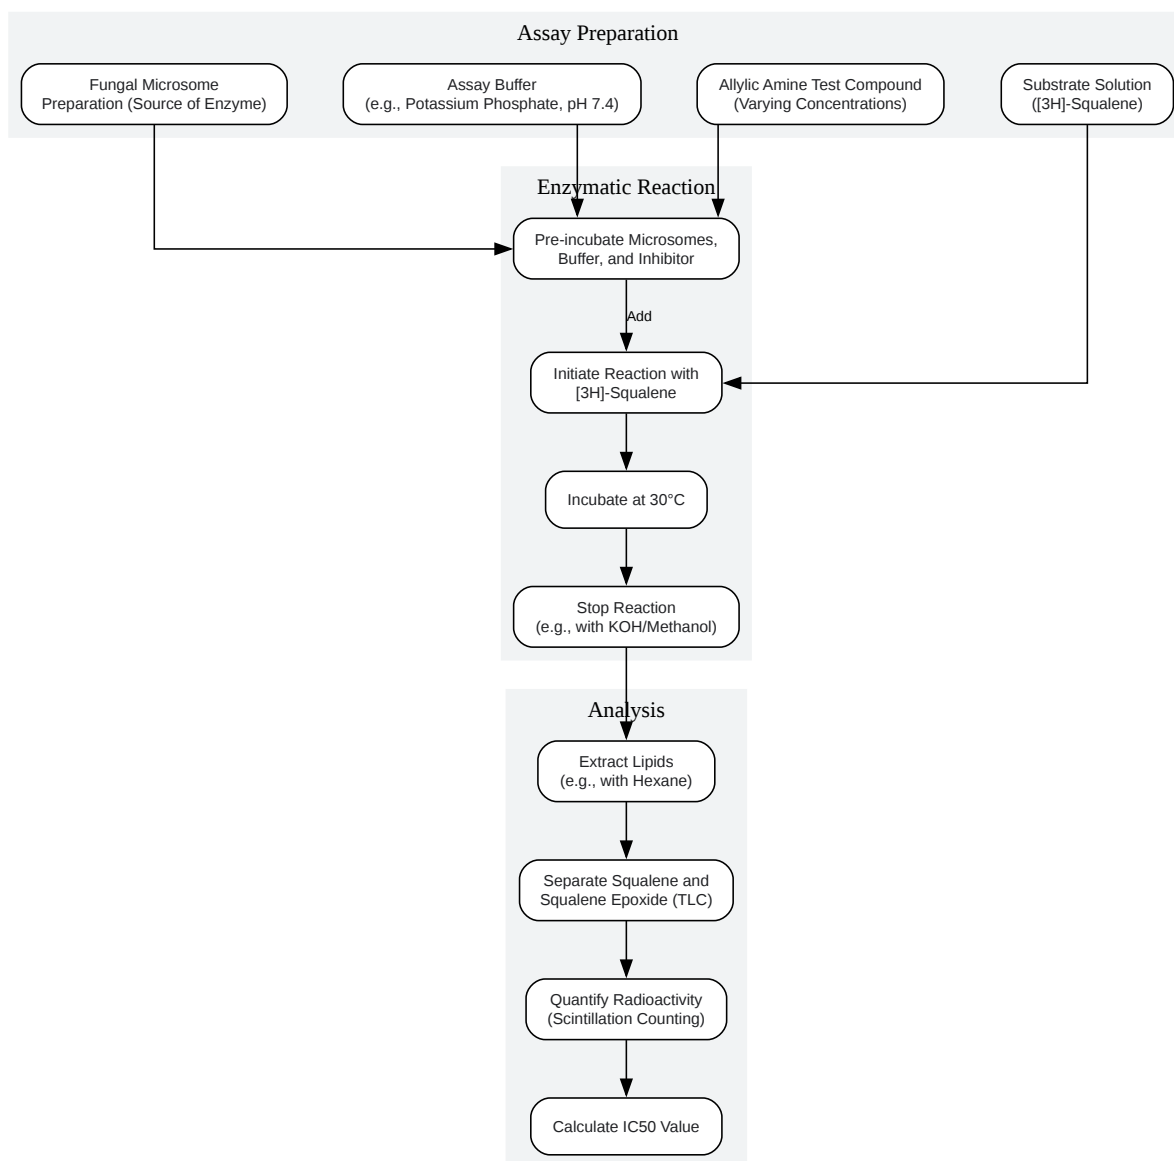 Assay Preparation
Fungal Microsome
Preparation (Source of Enzyme)
Assay Buffer
(e.g., Potassium Phosphate, pH 7.4)
Allylic Amine Test Compound
(Varying Concentrations)
Substrate Solution
([3H]-Squalene)
Enzymatic Reaction
Pre-incubate Microsomes,
Buffer, and Inhibitor
Add
Initiate Reaction with
[3H]-Squalene
Incubate at 30°C
Stop Reaction
(e.g., with KOH/Methanol)
Analysis
Extract Lipids
(e.g., with Hexane)
Separate Squalene and
Squalene Epoxide (TLC)
Quantify Radioactivity
(Scintillation Counting)
Calculate IC50 Value